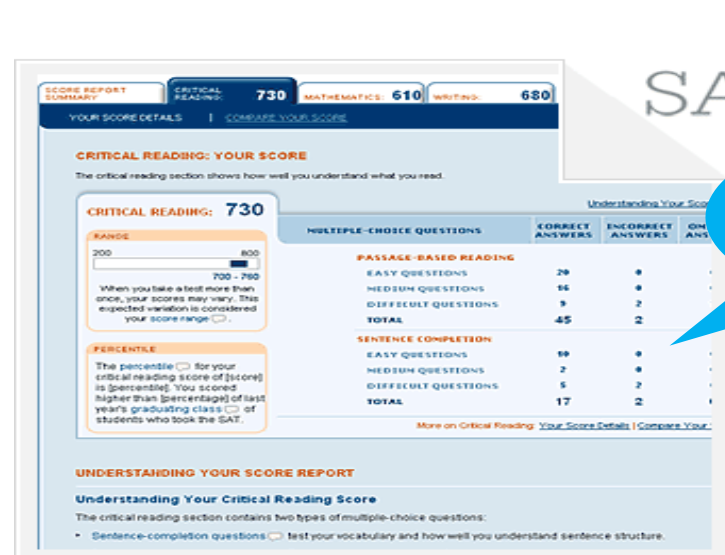 SA
SCORE REPORT SUMMARY
CRITICAL READING: 730
MATHEMATICS: 610
WRITING: 680
YOUR SCORE DETAILS | COMPARE YOUR SCORE
CRITICAL READING: YOUR SCORE
The critical reading section shows how well you understand what you read.
Understanding Your Scor
CRITICAL READING: 730
RANGE
200 800
700 - 760
When you take a test more than
once, your scores may vary. This
expected variation is considered
your score range.
PERCENTILE
The percentile for your
critical reading score of [score]
is [percentile]. You scored
higher than [percentage] of last
year's graduating class of
students who took the SAT.
MULTIPLE-CHOICE QUESTIONS CORRECT ANSWERS INCORRECT ANSWERS OM ANS
PASSAGE-BASED READING
EASY QUESTIONS 20 0
MEDIUM QUESTIONS 16 0
DIFFICULT QUESTIONS 9 2
TOTAL 45 2
SENTENCE COMPLETION
EASY QUESTIONS 10 0
MEDIUM QUESTIONS 2 0
DIFFICULT QUESTIONS 5 2
TOTAL 17 2
More on Critical Reading: Your Score Details | Compare Your
UNDERSTANDING YOUR SCORE REPORT
Understanding Your Critical Reading Score
The critical reading section contains two types of multiple-choice questions:
• Sentence-completion questions test your vocabulary and how well you understand sentence structure.